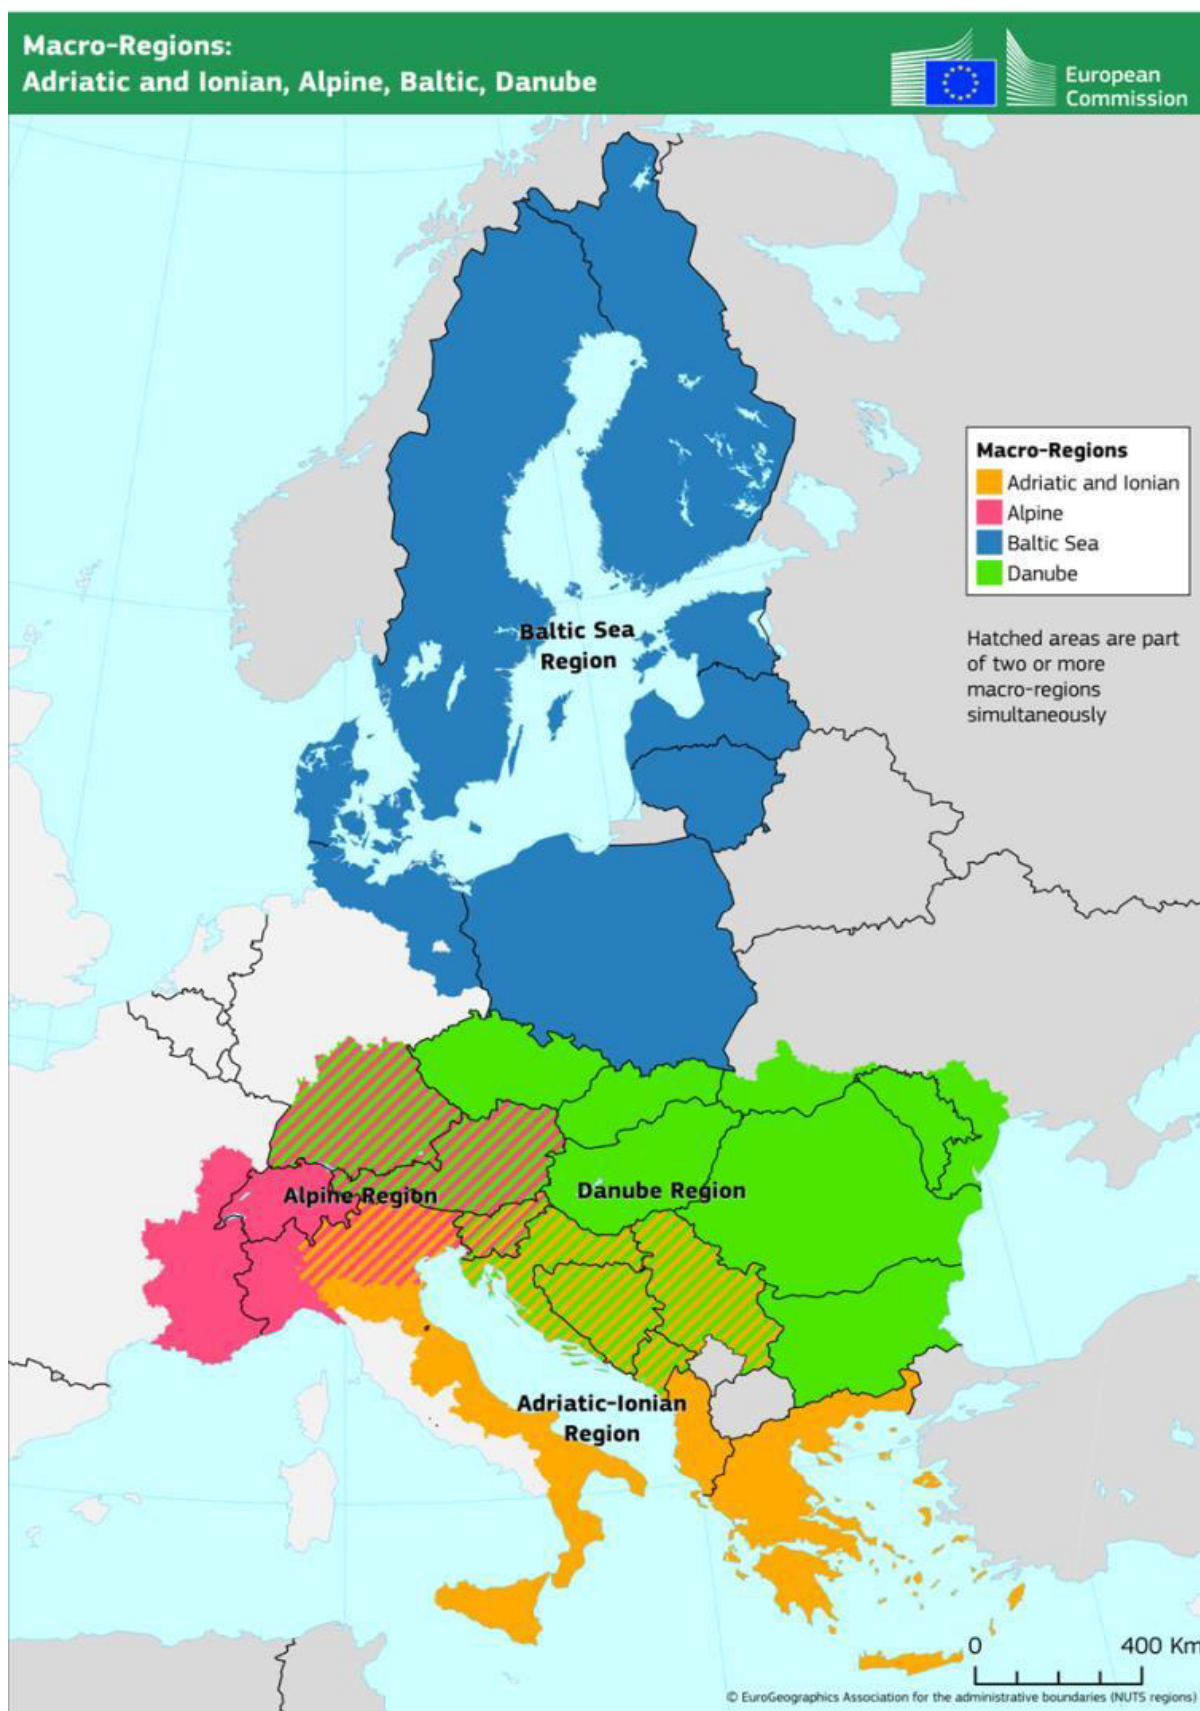 Macro-Regions:
Adriatic and Ionian, Alpine, Baltic, Danube
European
Commission
Macro-Regions
Adriatic and Ionian
Alpine
Baltic Sea
Danube
Hatched areas are part
of two or more
macro-regions
simultaneously
Baltic Sea
Region
Alpine Region
Danube Region
Adriatic-Ionian
Region
0 400 Km
© EuroGeographics Association for the administrative boundaries (NUTS regions)